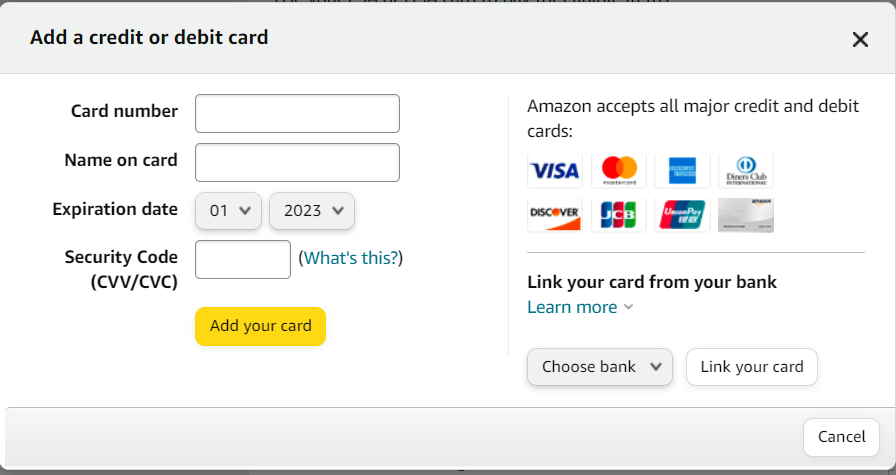 Add a credit or debit card
Card number
Name on card
Expiration date
01
2023
Security Code
(CVV/CVC)
(What's this?)
Add your card
Amazon accepts all major credit and debit
cards:
VISA
mastercard
Diners Club
INTERNATIONAL
DISCOVER
JCB
UnionPay
银联
amazon
Link your card from your bank
Learn more
Choose bank
Link your card
Cancel